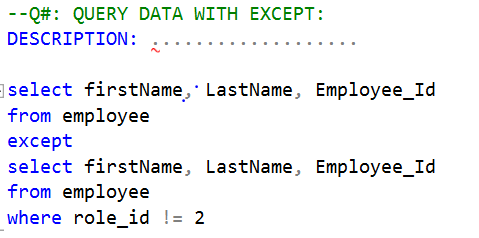 --Q#: QUERY DATA WITH EXCEPT:
DESCRIPTION: ...................
select firstName, LastName, Employee_Id
from employee
except
select firstName, LastName, Employee_Id
from employee
where role_id != 2